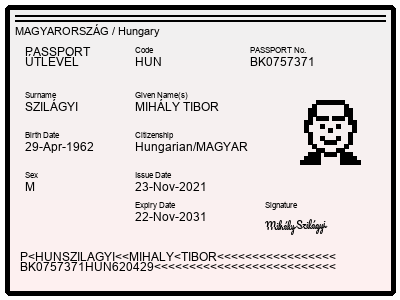 MAGYARORSZÁG / Hungary
PASSPORT
ÚTLEVÉL
Code
HUN
PASSPORT No.
BK0757371
Surname
SZILÁGYI
Given Name(s)
MIHÁLY TIBOR
Birth Date
29-Apr-1962
Citizenship
Hungarian/MAGYAR
Sex
M
Issue Date
23-Nov-2021
Expiry Date
22-Nov-2031
Signature
Mihály Szilágyi
P<HUNSZILAGYI<<MIHALY<TIBOR<<<<<<<<<<<<<<<<<
BK0757371HUN620429<<<<<<<<<<<<<<<<<<<<<<<<<<